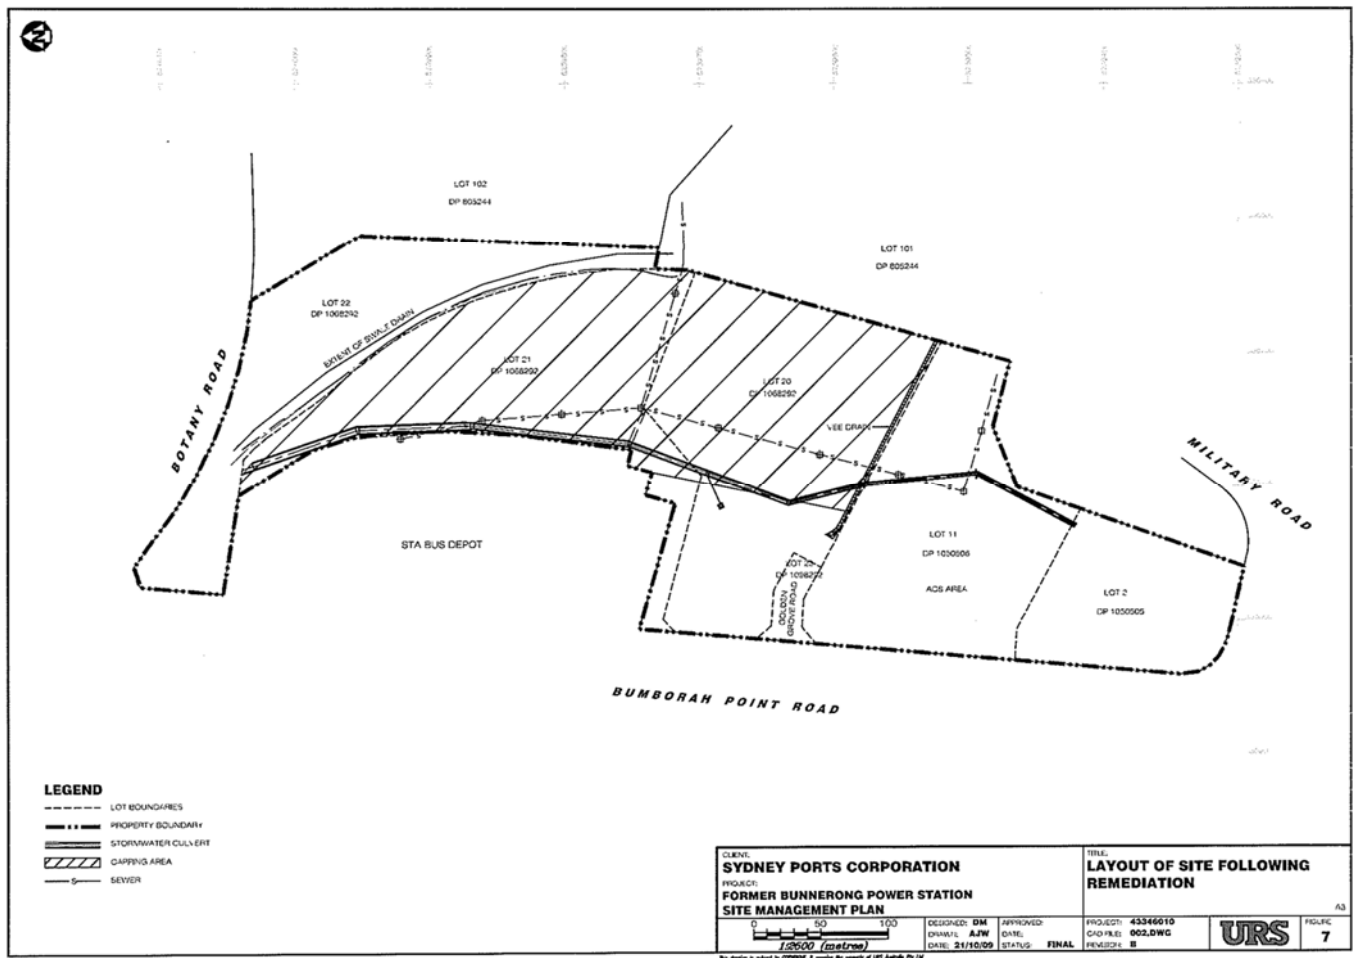 N
LOT 102
DP 605244
LOT 101
DP 605244
LOT 22
DP 1068292
EXTENT OF SWALE DRAIN
BOTANY ROAD
LOT 21
DP 1068292
LOT 20
DP 1068292
VEE DRAIN
MILITARY ROAD
STA BUS DEPOT
LOT 11
DP 1050506
LOT 23
GOLDEN
GROVE ROAD
AGS AREA
LOT 2
DP 1050505
BUMBORAH POINT ROAD
LEGEND
LOT BOUNDARIES
PROPERTY BOUNDARY
STORMWATER CULVERT
CAPPING AREA
S SEWER
CLIENT:
SYDNEY PORTS CORPORATION
PROJECT:
FORMER BUNNERONG POWER STATION
SITE MANAGEMENT PLAN
0 50 100
1:2500 (metres)
DESIGNED: DM
DRAWN: AJW
DATE: 21/10/09
APPROVED:
DATE:
STATUS: FINAL
TITLE:
LAYOUT OF SITE FOLLOWING
REMEDIATION
A3
PROJECT: 43346010
CAD FILE: 002.DWG
REVISION: B
URS
FIGURE
7